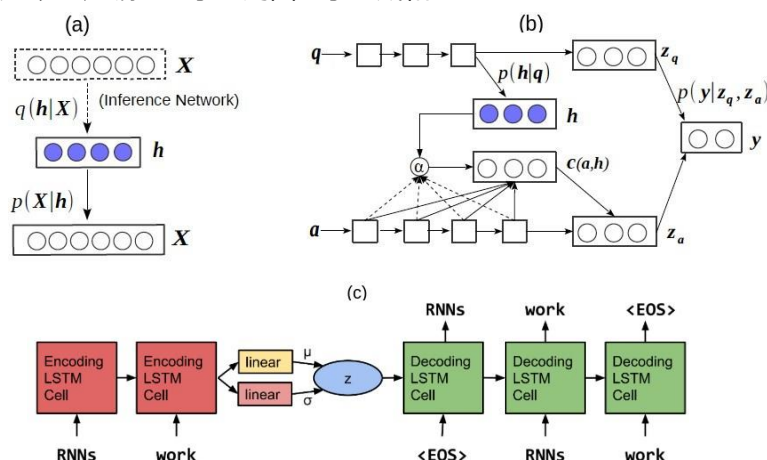 (a)
X
q(h|X)
(Inference Network)
h
p(X|h)
X
(b)
q
z_q
p(h|q)
p(y|z_q, z_a)
h
y
α
c(a,h)
a
z_a
(c)
RNNs work <EOS>
Encoding LSTM Cell
Encoding LSTM Cell
linear
μ
linear
σ
z
Decoding LSTM Cell
Decoding LSTM Cell
Decoding LSTM Cell
RNNs work <EOS> RNNs work